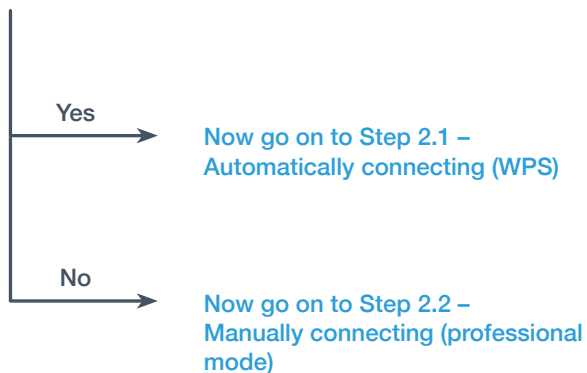 Yes
Now go on to Step 2.1 –
Automatically connecting (WPS)
No
Now go on to Step 2.2 –
Manually connecting (professional
mode)